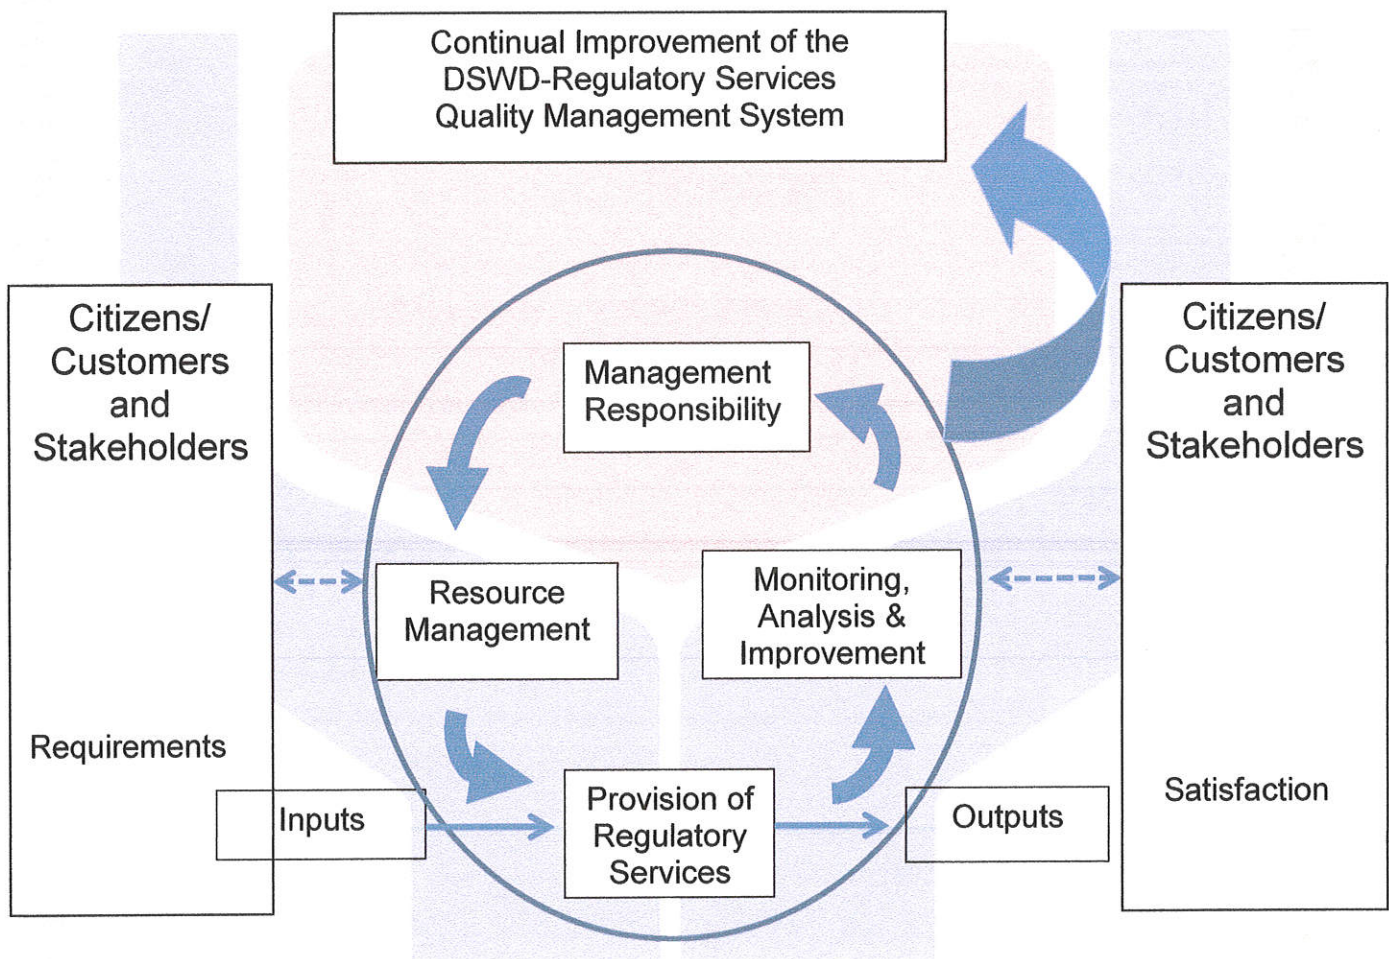 Continual Improvement of the
DSWD-Regulatory Services
Quality Management System
Citizens/
Customers
and
Stakeholders
Requirements
Inputs
Management
Responsibility
Resource
Management
Monitoring,
Analysis &
Improvement
Provision of
Regulatory
Services
Outputs
Citizens/
Customers
and
Stakeholders
Satisfaction